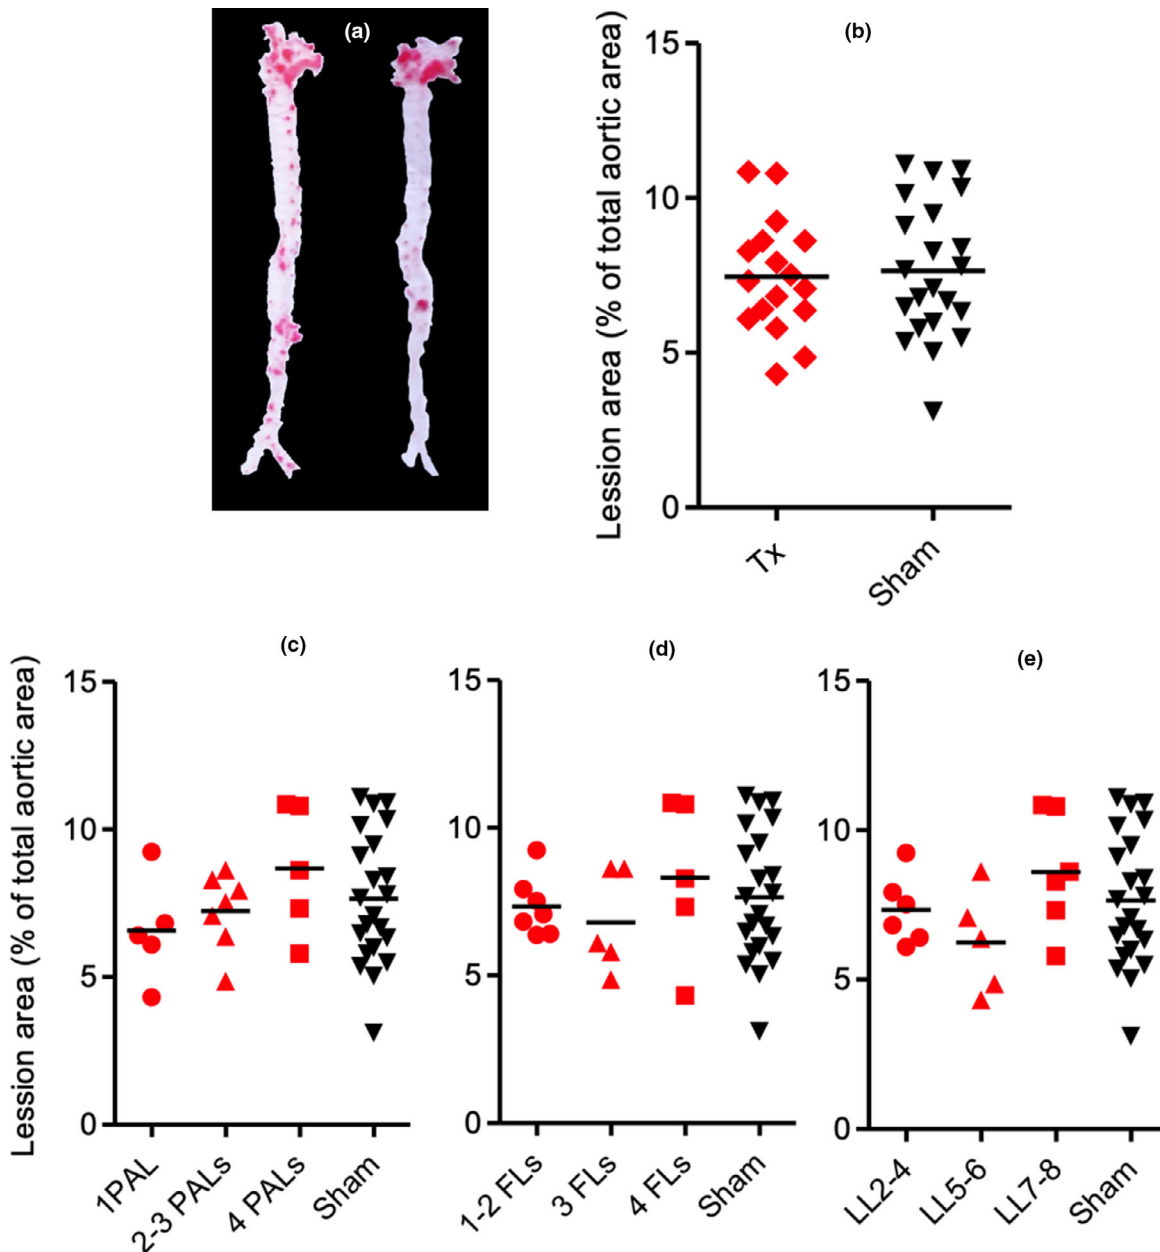 (a)
(b)
Lession area (% of total aortic area)
15
10
5
0
Tx
Sham
(c)
Lession area (% of total aortic area)
15
10
5
0
1PAL
2-3 PALs
4 PALs
Sham
(d)
15
10
5
0
1-2 FLs
3 FLs
4 FLs
Sham
(e)
15
10
5
0
LL2-4
LL5-6
LL7-8
Sham